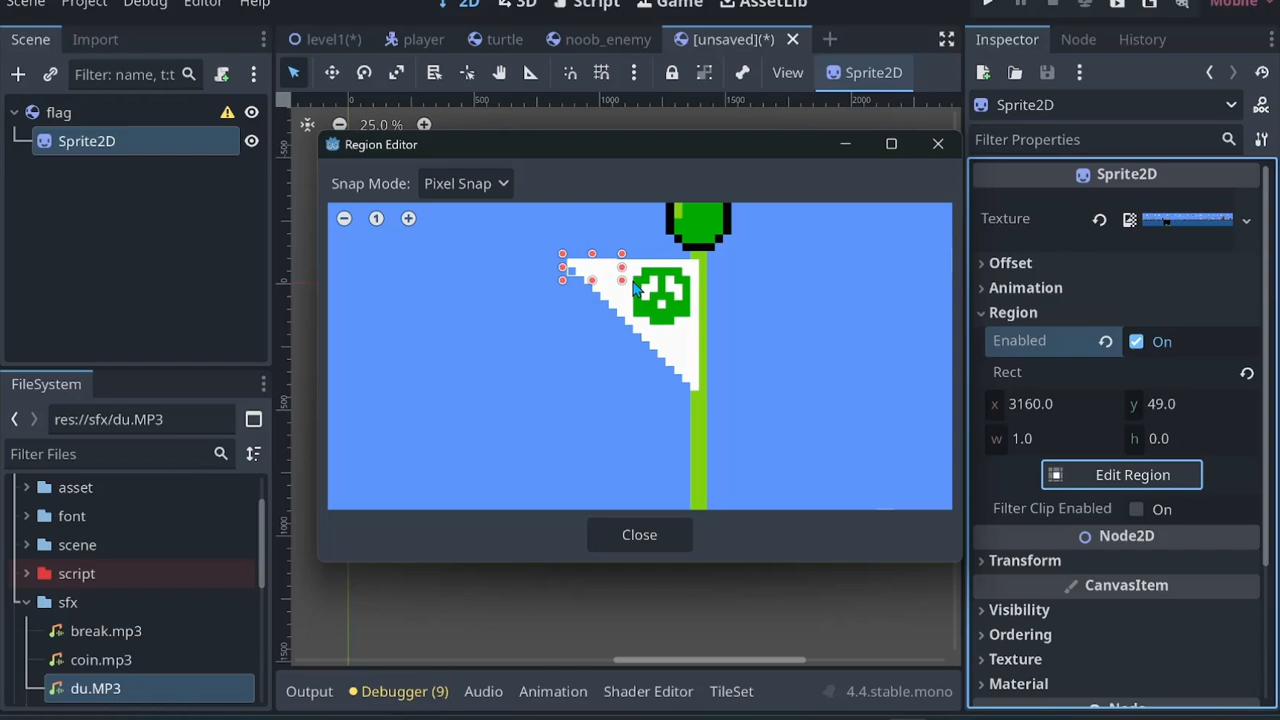 Scene Project Debug Editor Help
2D 3D Script Game AssetLib
Mobile
Scene Import
Filter: name, t:t
flag
Sprite2D
level1(*) player turtle noob_enemy [unsaved](*)
View Sprite2D
0 500 1000 1500 2000
25.0 %
Region Editor
Snap Mode: Pixel Snap
1
Close
FileSystem
res://sfx/du.MP3
Filter Files
asset
font
scene
script
sfx
break.mp3
coin.mp3
du.MP3
Output Debugger (9) Audio Animation Shader Editor TileSet 4.4.stable.mono
Inspector Node History
Sprite2D
Filter Properties
Sprite2D
Texture
Offset
Animation
Region
Enabled On
Rect
x 3160.0 y 49.0
w 1.0 h 0.0
Edit Region
Filter Clip Enabled On
Node2D
Transform
CanvasItem
Visibility
Ordering
Texture
Material
Node